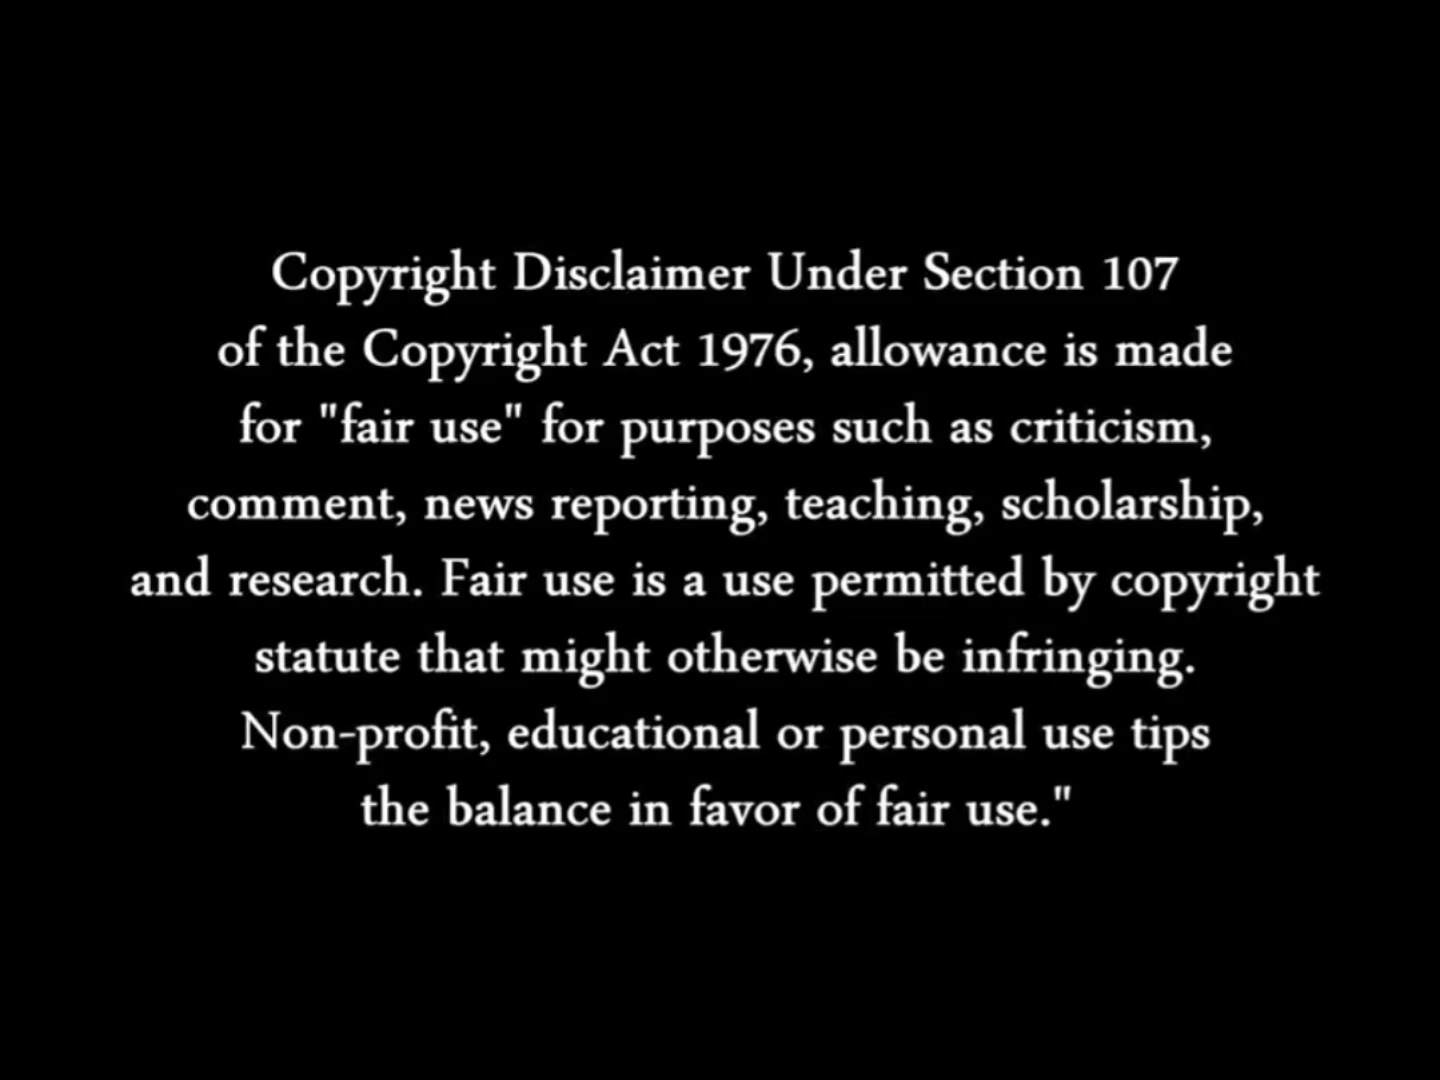 Copyright Disclaimer Under Section 107
of the Copyright Act 1976, allowance is made
for "fair use" for purposes such as criticism,
comment, news reporting, teaching, scholarship,
and research. Fair use is a use permitted by copyright
statute that might otherwise be infringing.
Non-profit, educational or personal use tips
the balance in favor of fair use."